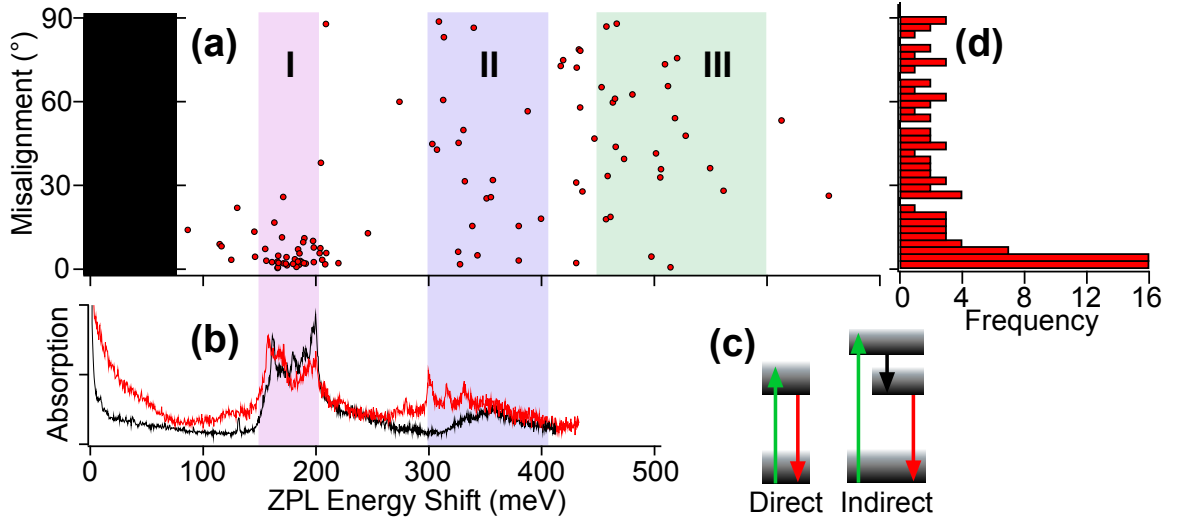 90
60
30
0
Misalignment (°)
(a)
I
II
III
(d)
0
4
8
12
16
Frequency
(b)
Absorption
0
100
200
300
400
500
ZPL Energy Shift (meV)
(c)
Direct
Indirect